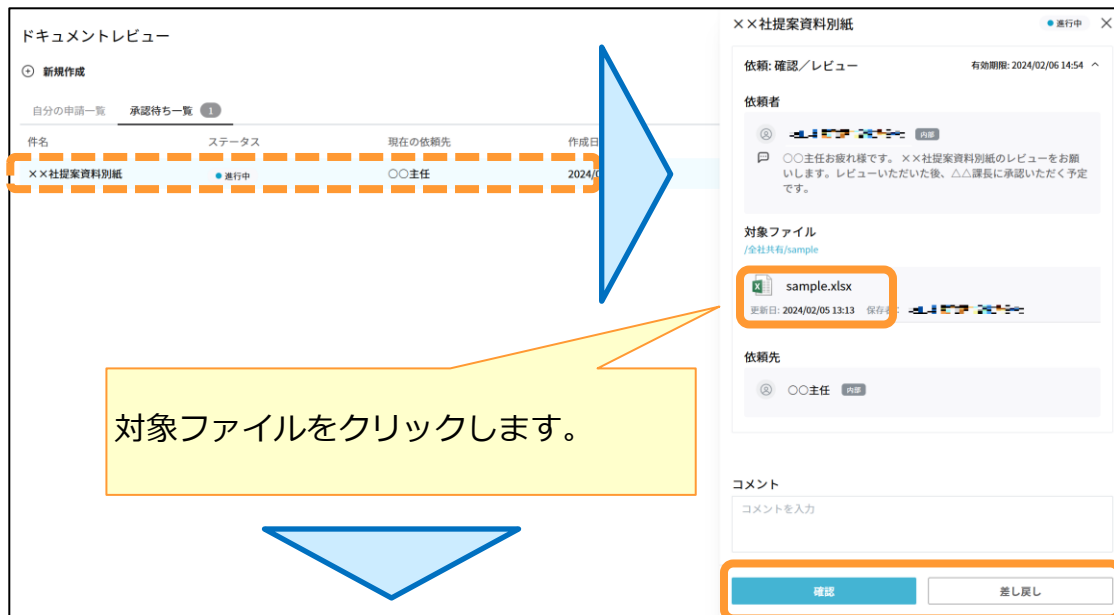 ドキュメントレビュー
新規作成
自分の申請一覧 承認待ち一覧 1
件名 ステータス 現在の依頼先 作成日
××社提案資料別紙 進行中 〇〇主任 2024/0
対象ファイルをクリックします。
××社提案資料別紙 進行中
依頼: 確認／レビュー 有効期限: 2024/02/06 14:54
依頼者
内部
〇〇主任お疲れ様です。××社提案資料別紙のレビューをお願
いします。レビューいただいた後、△△課長に承認いただく予定
です。
対象ファイル
/全社共有/sample
sample.xlsx
更新日: 2024/02/05 13:13 保存者:
依頼先
〇〇主任 内部
コメント
コメントを入力
確認 差し戻し